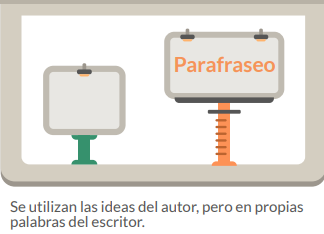 Parafraseo
Se utilizan las ideas del autor, pero en propias
palabras del escritor.